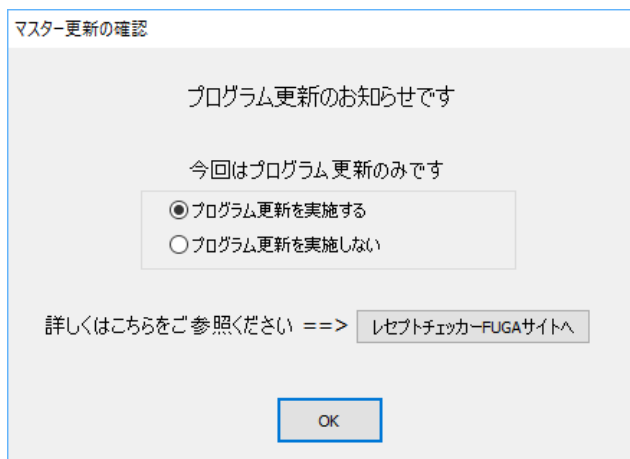 マスター更新の確認
プログラム更新のお知らせです
今回はプログラム更新のみです
プログラム更新を実施する
プログラム更新を実施しない
詳しくはこちらをご参照ください ==> レセプトチェッカーFUGAサイトへ
OK